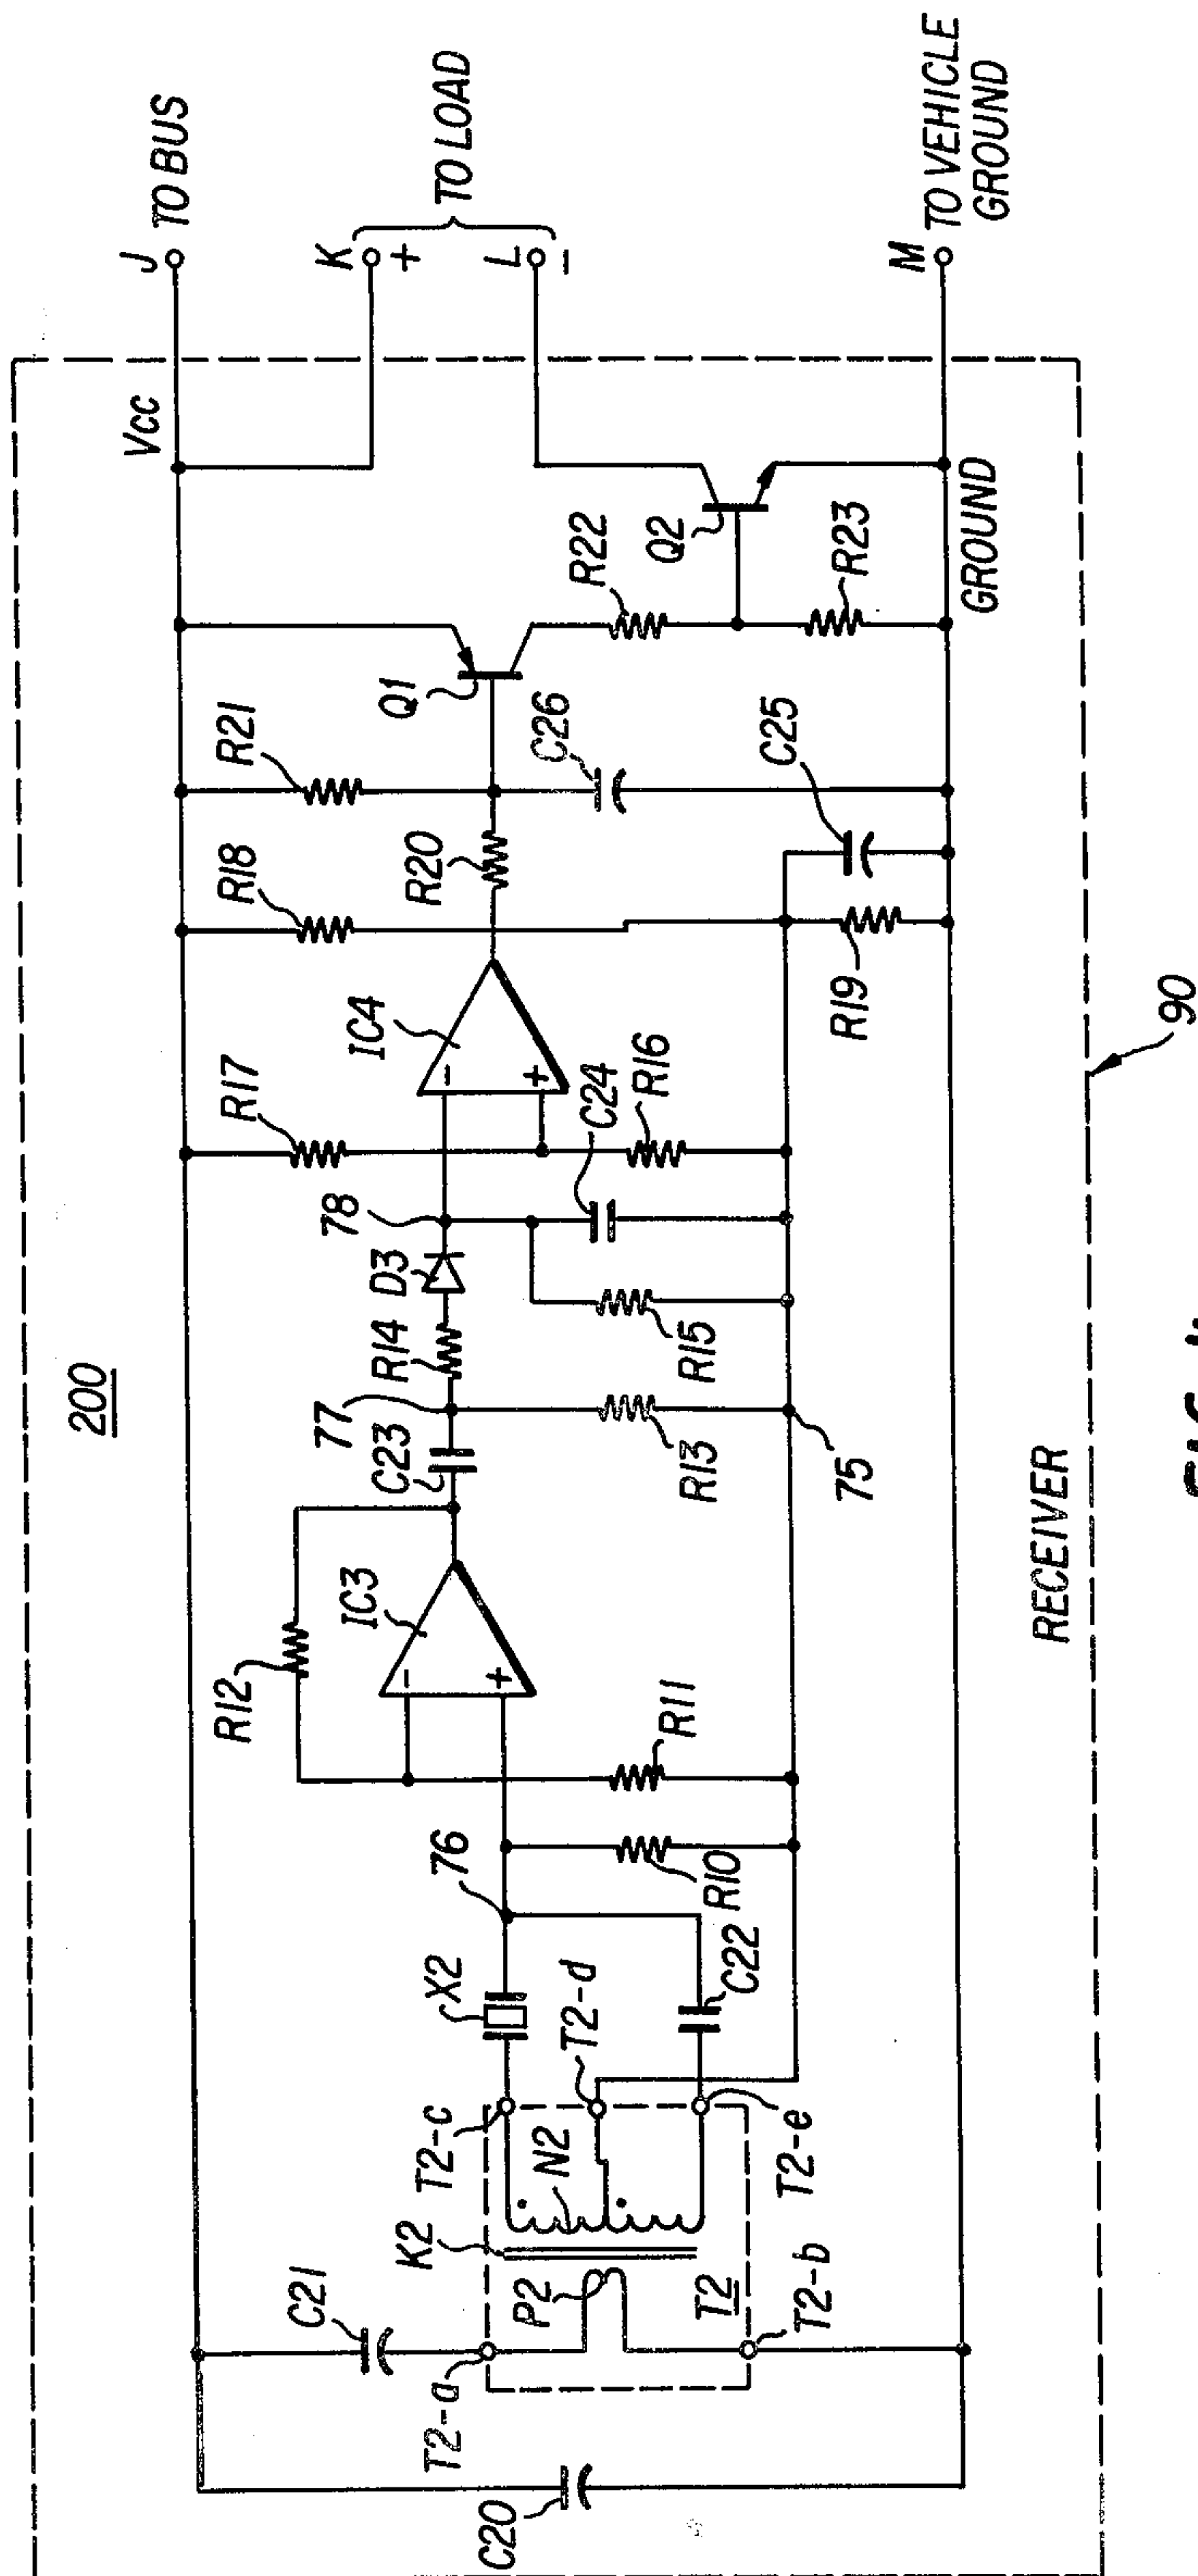 200
Vcc
J TO BUS
K
+
TO LOAD
L
−
M TO VEHICLE
GROUND
GROUND
R12
R17
R18
R21
Q1
Q2
R22
R23
IC3
−
+
IC4
−
+
R20
C26
C25
77
C23
R14
D3
78
C24
R16
R19
R13
R15
75
C21
K2
T2-c
X2
76
R11
R10
T2-d
C22
N2
P2
T2
T2-a
T2-b
T2-e
C20
RECEIVER
90